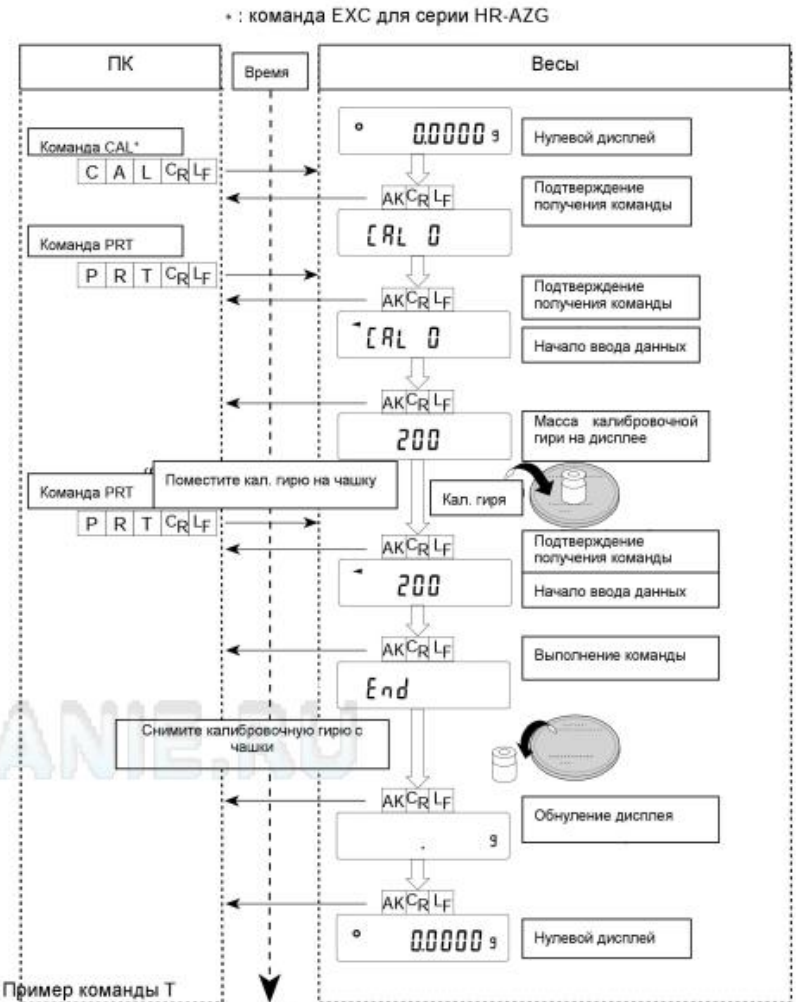 * : команда EXC для серии HR-AZG
ПК
Время
Весы
0.0000 g
Нулевой дисплей
Команда CAL*
C A L CR LF
AK CR LF
Подтверждение
получения команды
CAL 0
Команда PRT
P R T CR LF
AK CR LF
Подтверждение
получения команды
CAL 0
Начало ввода данных
AK CR LF
200
Масса калибровочной
гири на дисплее
Поместите кал. гирю на чашку
Команда PRT
Кал. гиря
P R T CR LF
AK CR LF
Подтверждение
получения команды
200
Начало ввода данных
AK CR LF
Выполнение команды
End
ANIE.RU
Снимите калибровочную гирю с
чашки
AK CR LF
Обнуление дисплея
. g
AK CR LF
0.0000 g
Нулевой дисплей
Пример команды T